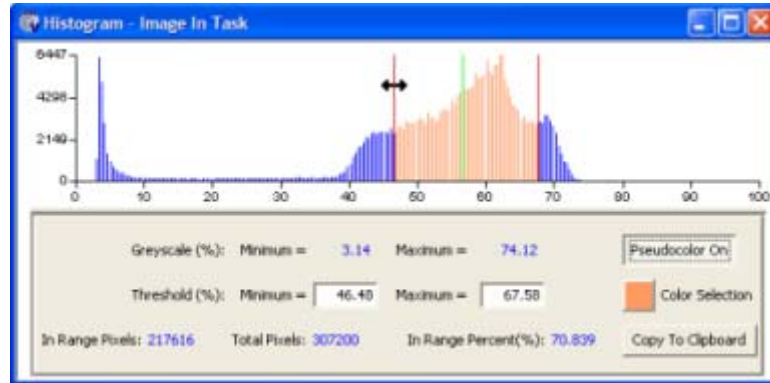 Histogram - Image In Task
6447
4298
2149
0
0 10 20 30 40 50 60 70 80 90 100
Greyscale (%): Minimum = 3.14 Maximum = 74.12 Pseudocolor On
Threshold (%): Minimum = 46.48 Maximum = 67.58 Color Selection
In Range Pixels: 217616 Total Pixels: 307200 In Range Percent(%): 70.839 Copy To Clipboard